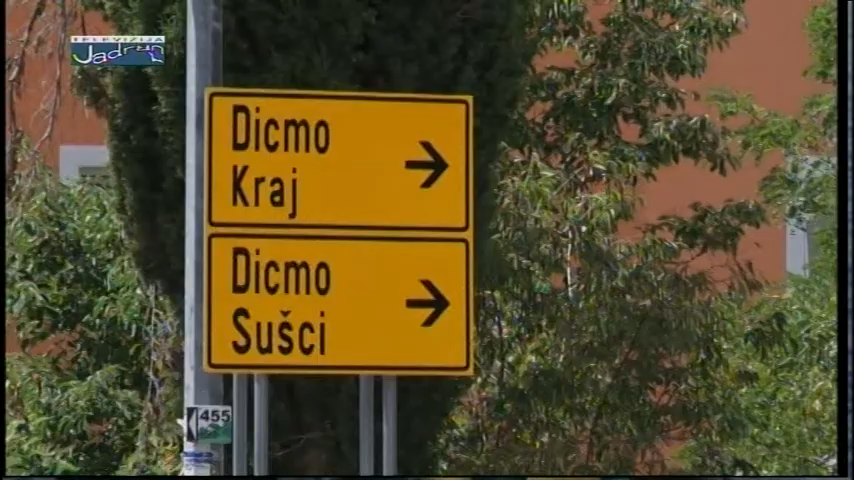 TELEVIZIJA
Jadran
Dicmo
Kraj
Dicmo
Sušci
455